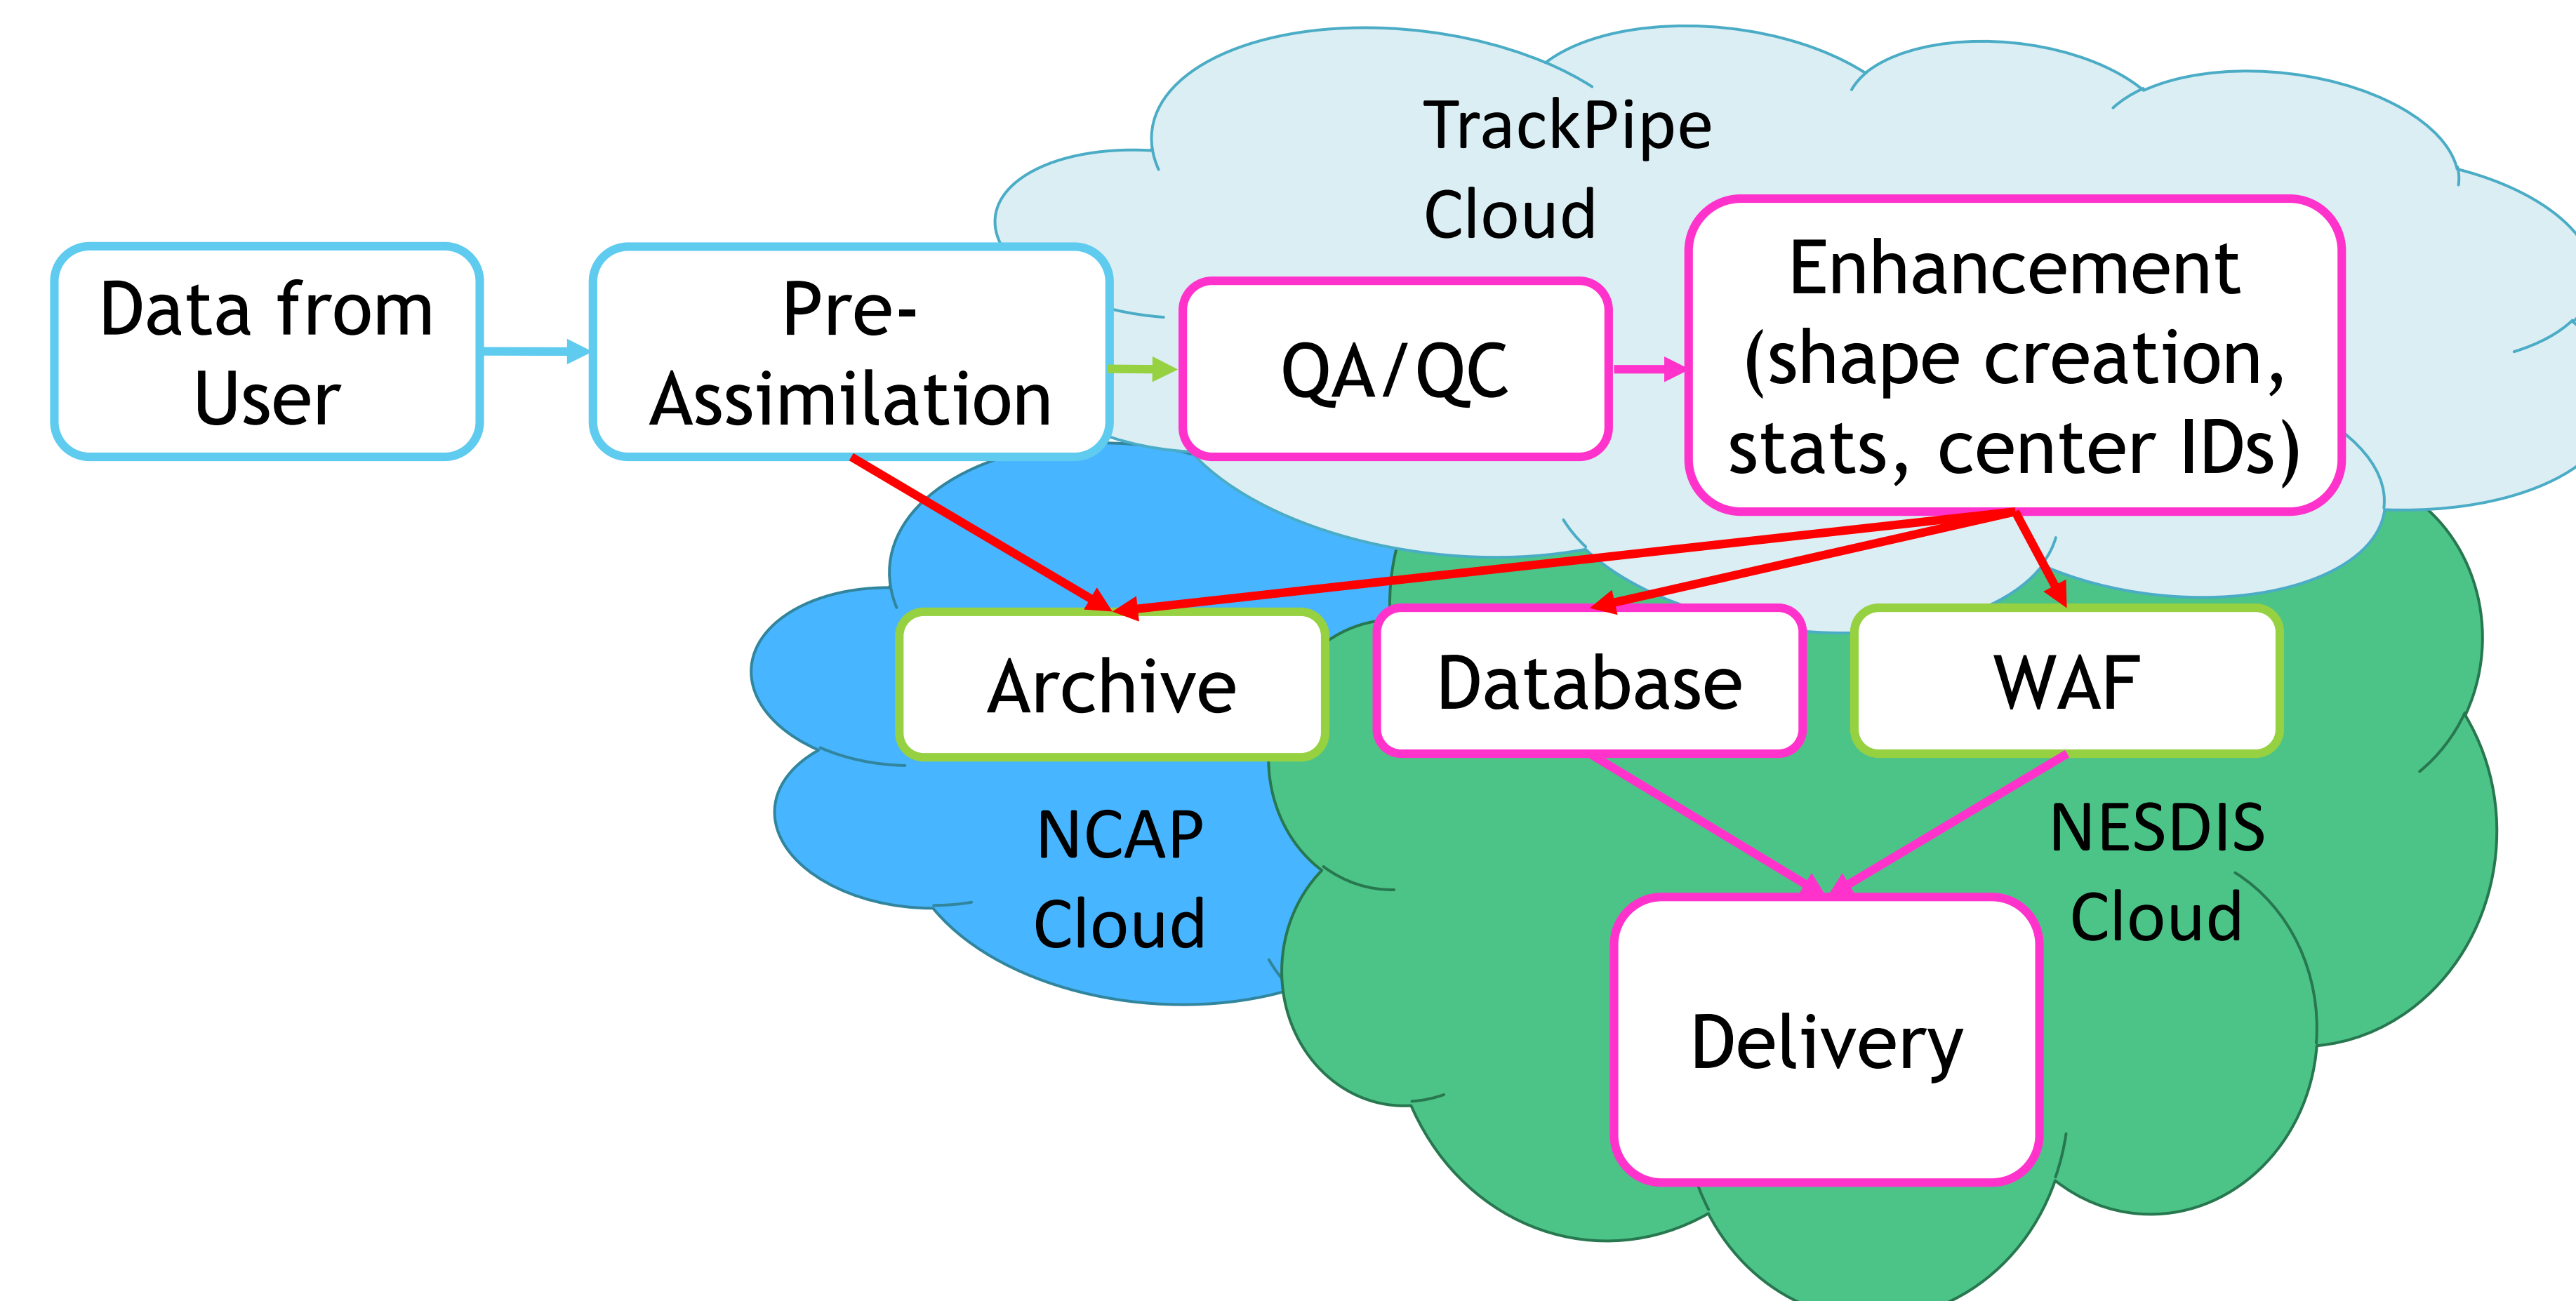 TrackPipe
Cloud
Data from
User
Pre-
Assimilation
QA/QC
Enhancement
(shape creation,
stats, center IDs)
Archive
Database
WAF
NCAP
Cloud
NESDIS
Cloud
Delivery